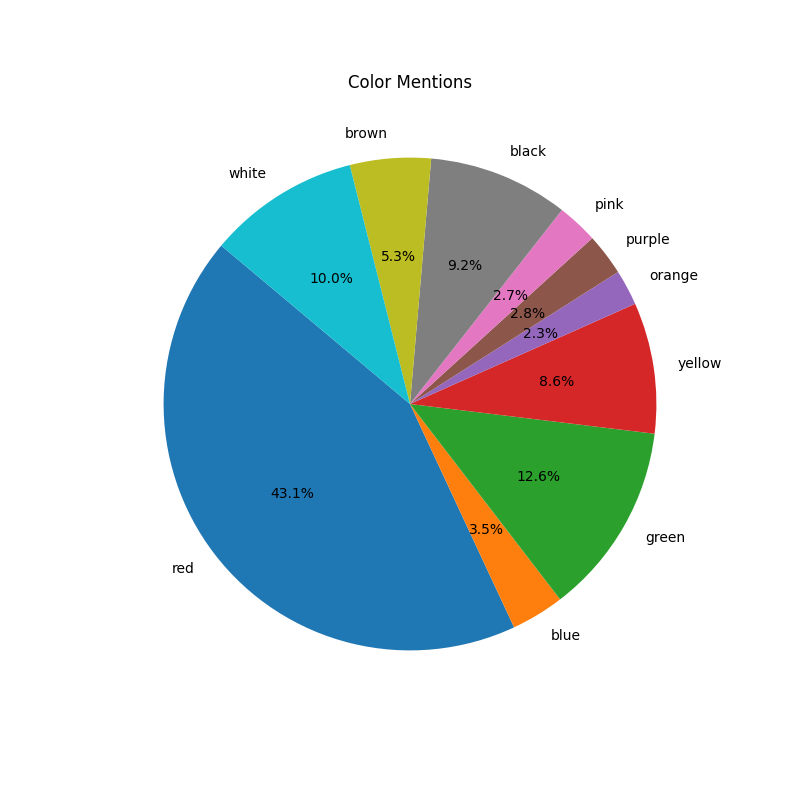 Color Mentions
brown
black
white
pink
purple
orange
yellow
green
blue
red
5.3%
9.2%
10.0%
2.7%
2.8%
2.3%
8.6%
12.6%
3.5%
43.1%